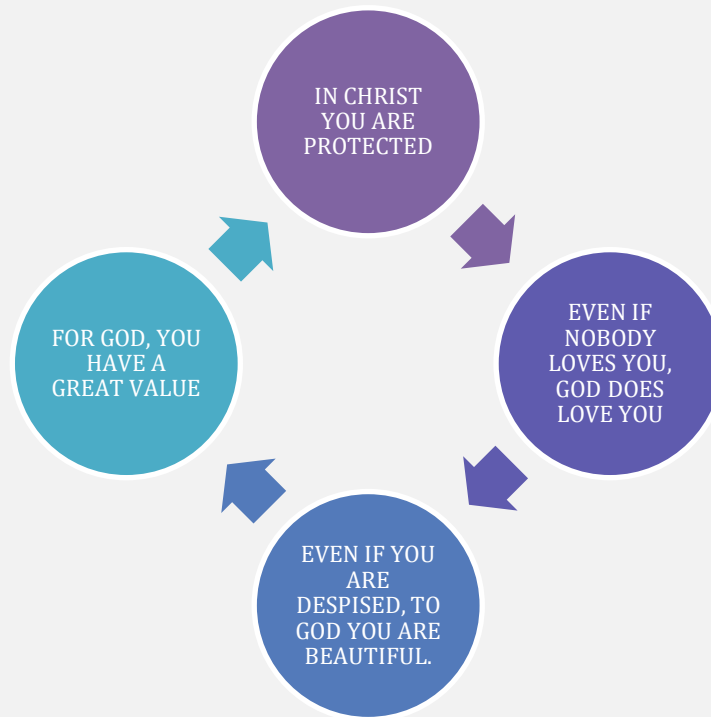 IN CHRIST
YOU ARE
PROTECTED
EVEN IF
NOBODY
LOVES YOU,
GOD DOES
LOVE YOU
EVEN IF YOU
ARE
DESPISED, TO
GOD YOU ARE
BEAUTIFUL.
FOR GOD, YOU
HAVE A
GREAT VALUE